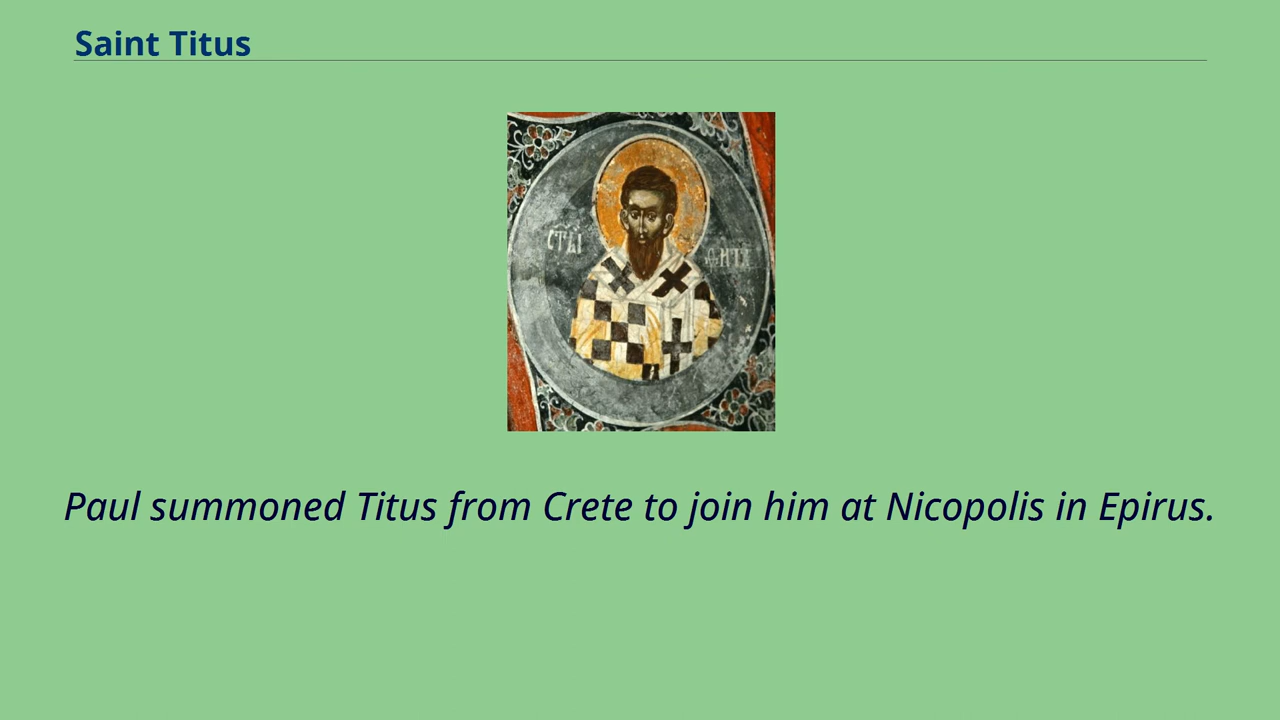 Saint Titus
Paul summoned Titus from Crete to join him at Nicopolis in Epirus.